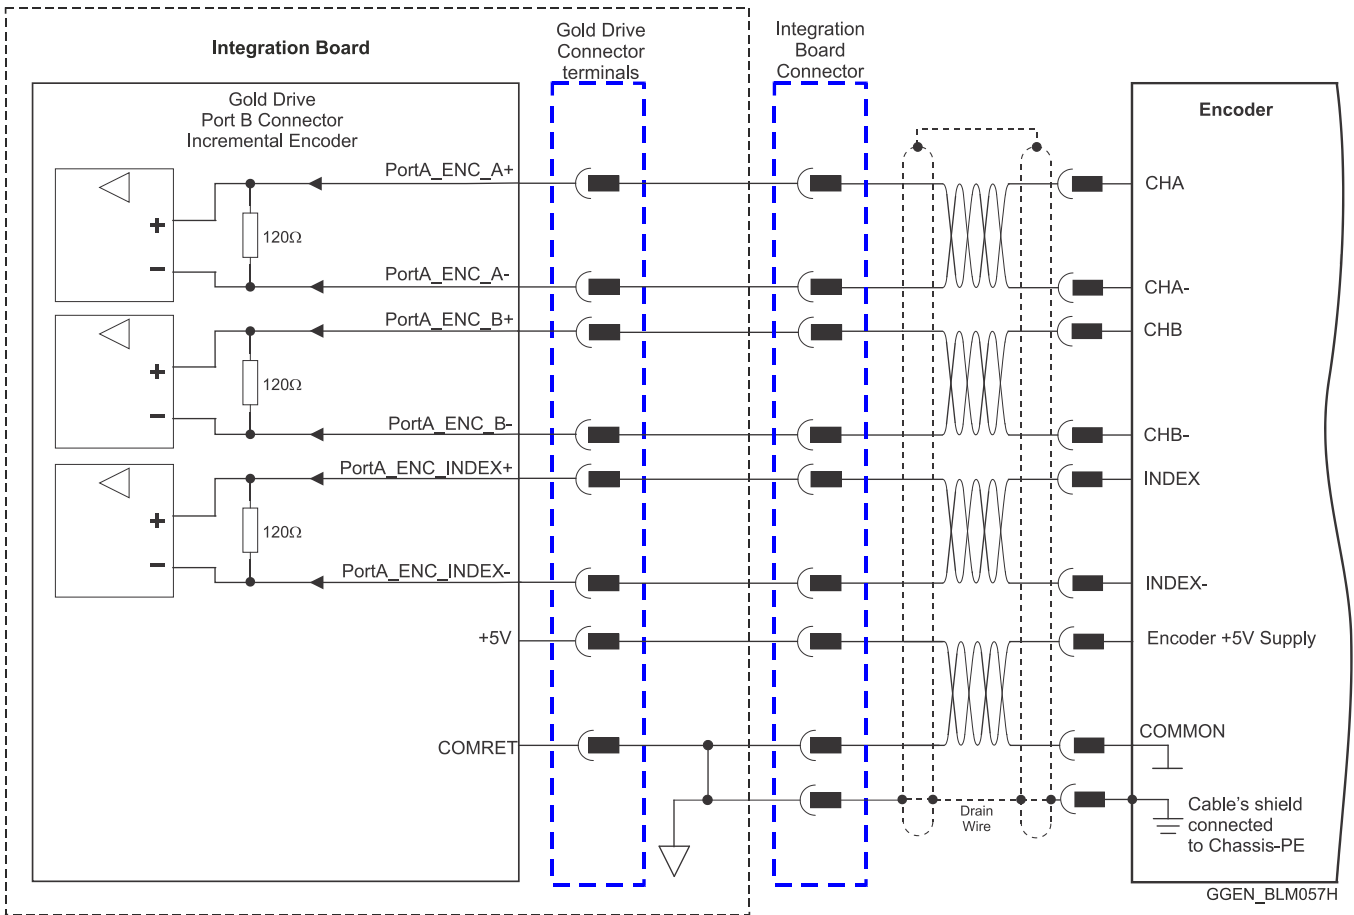 Integration Board
Gold Drive
Connector
terminals
Integration
Board
Connector
Gold Drive
Port B Connector
Incremental Encoder
Encoder
PortA_ENC_A+
CHA
+
120Ω
−
PortA_ENC_A-
CHA-
PortA_ENC_B+
CHB
+
120Ω
−
PortA_ENC_B-
CHB-
PortA_ENC_INDEX+
INDEX
+
120Ω
−
PortA_ENC_INDEX-
INDEX-
+5V
Encoder +5V Supply
COMRET
COMMON
Drain
Wire
Cable's shield
connected
to Chassis-PE
GGEN_BLM057H